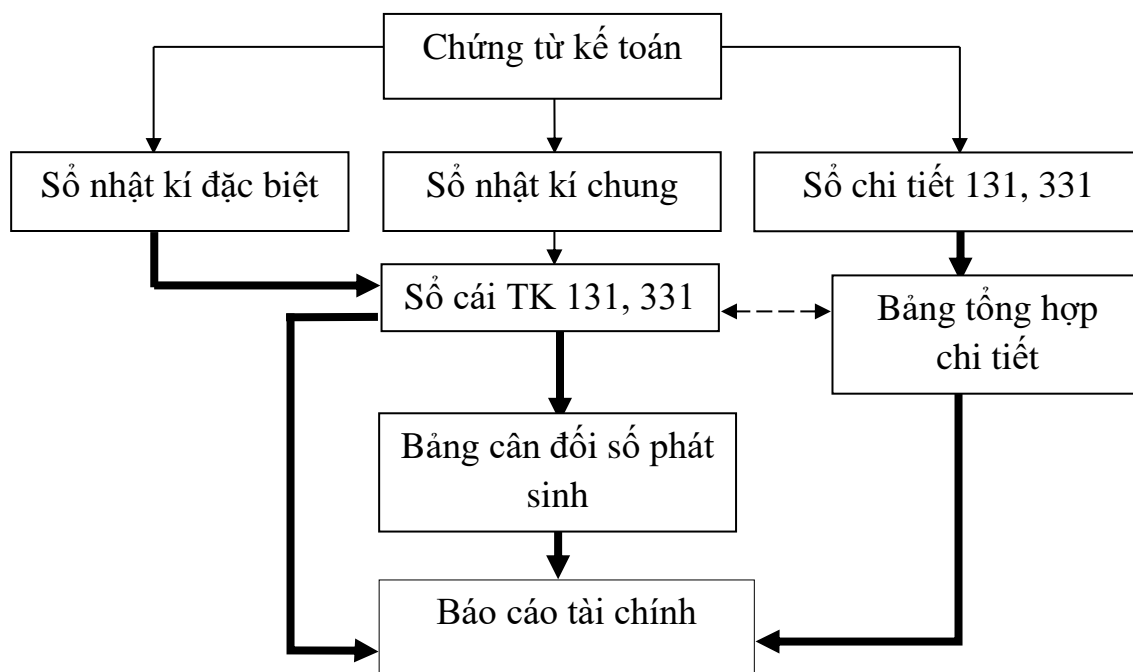 Chứng từ kế toán
Sổ nhật kí đặc biệt
Sổ nhật kí chung
Sổ chi tiết 131, 331
Sổ cái TK 131, 331
Bảng tổng hợp
chi tiết
Bảng cân đối số phát
sinh
Báo cáo tài chính